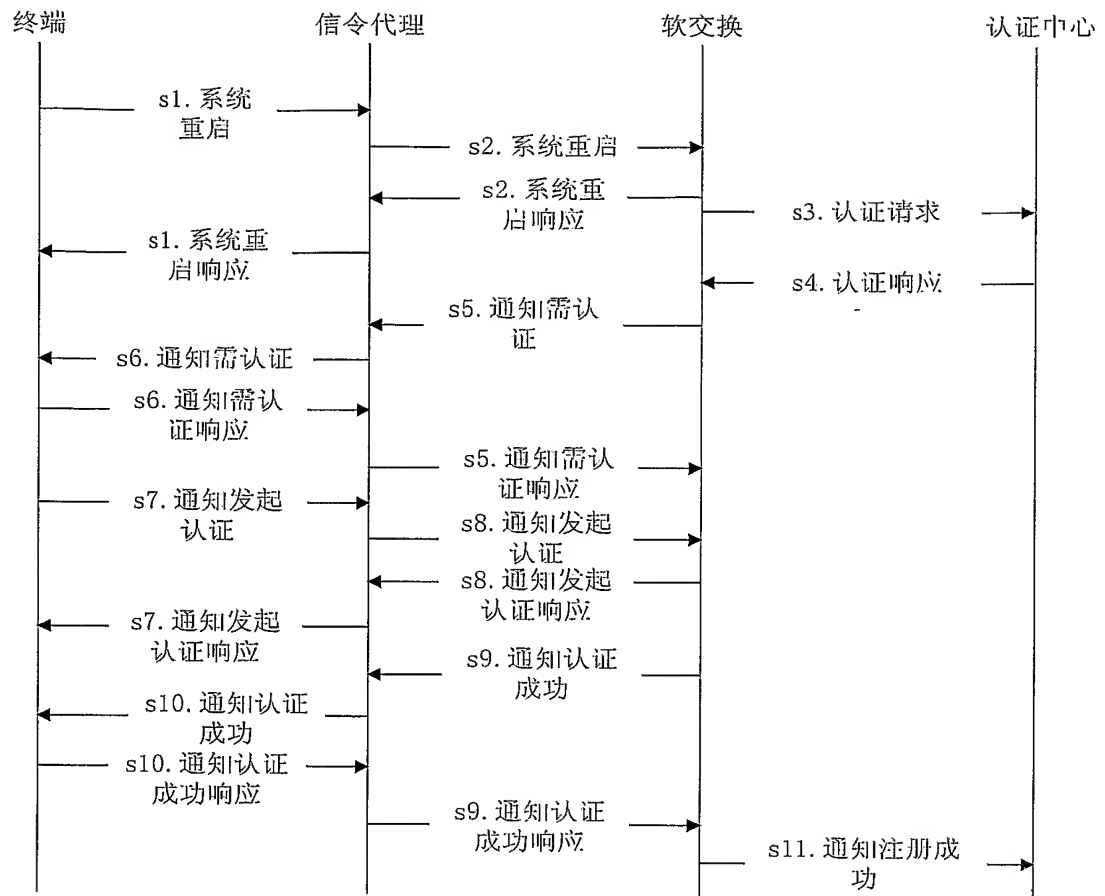 终端
信令代理
软交换
认证中心
s1.系统
重启
s2.系统重启
s2.系统重
启响应
s3.认证请求
s1.系统重
启响应
s4.认证响应
s5.通知需认
证
s6.通知需认证
s6.通知需认
证响应
s5.通知需认
证响应
s7.通知发起
认证
s8.通知发起
认证
s8.通知发起
认证响应
s7.通知发起
认证响应
s9.通知认证
成功
s10.通知认证
成功
s10.通知认证
成功响应
s9.通知认证
成功响应
s11.通知注册成
功